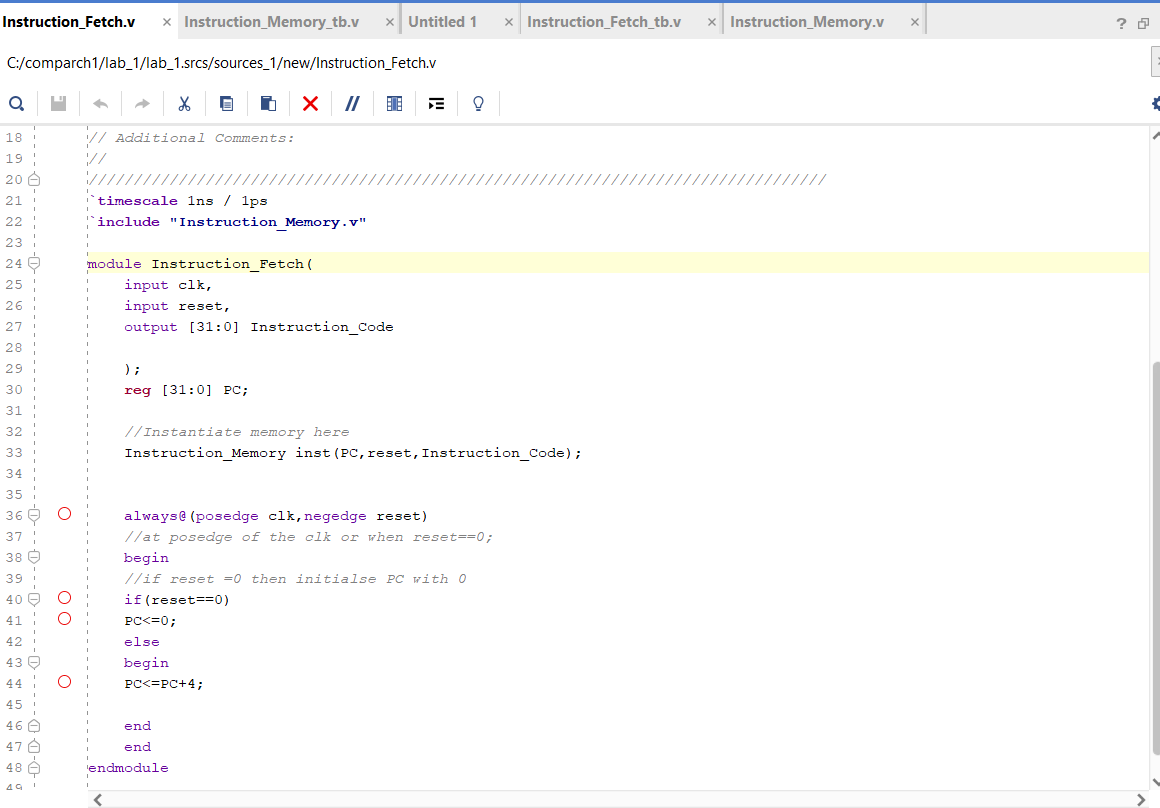 Instruction_Fetch.v × Instruction_Memory_tb.v × Untitled 1 × Instruction_Fetch_tb.v × Instruction_Memory.v × ?
C:/comparch1/lab_1/lab_1.srcs/sources_1/new/Instruction_Fetch.v
18 // Additional Comments:
19 //
20 //////////////////////////////////////////////////////////////////////////////////
21 `timescale 1ns / 1ps
22 `include "Instruction_Memory.v"
23
24 module Instruction_Fetch(
25 input clk,
26 input reset,
27 output [31:0] Instruction_Code
28
29 );
30 reg [31:0] PC;
31
32 //Instantiate memory here
33 Instruction_Memory inst(PC,reset,Instruction_Code);
34
35
36 always@(posedge clk,negedge reset)
37 //at posedge of the clk or when reset==0;
38 begin
39 //if reset =0 then initialse PC with 0
40 if(reset==0)
41 PC<=0;
42 else
43 begin
44 PC<=PC+4;
45
46 end
47 end
48 endmodule
49